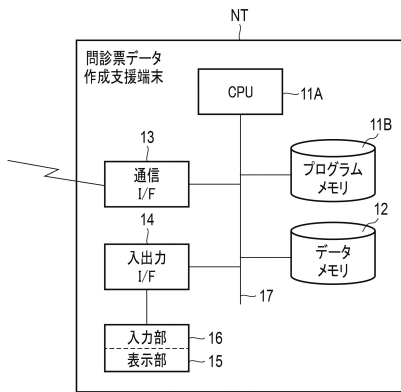 NT
問診票データ
作成支援端末
CPU
11A
13
通信
I/F
11B
プログラム
メモリ
14
入出力
I/F
12
データ
メモリ
17
入力部
16
表示部
15